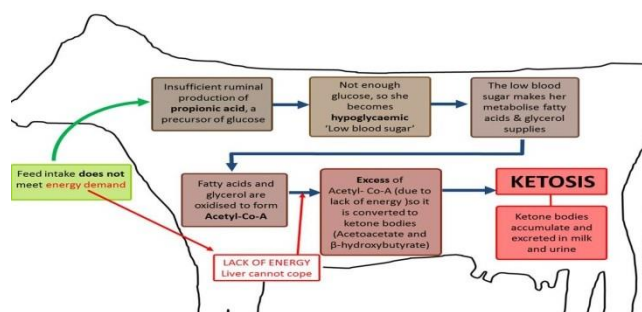 Insufficient ruminal
production of
propionic acid, a
precursor of glucose
Not enough
glucose, so she
becomes
hypoglycaemic
‘Low blood sugar’
The low blood
sugar makes her
metabolise fatty
acids & glycerol
supplies
Feed intake does not
meet energy demand
Fatty acids and
glycerol are
oxidised to form
Acetyl-Co-A
Excess of
Acetyl- Co-A (due to
lack of energy )so it
is converted to
ketone bodies
(Acetoacetate and
β-hydroxybutyrate)
KETOSIS
Ketone bodies
accumulate and
excreted in milk
and urine
LACK OF ENERGY
Liver cannot cope